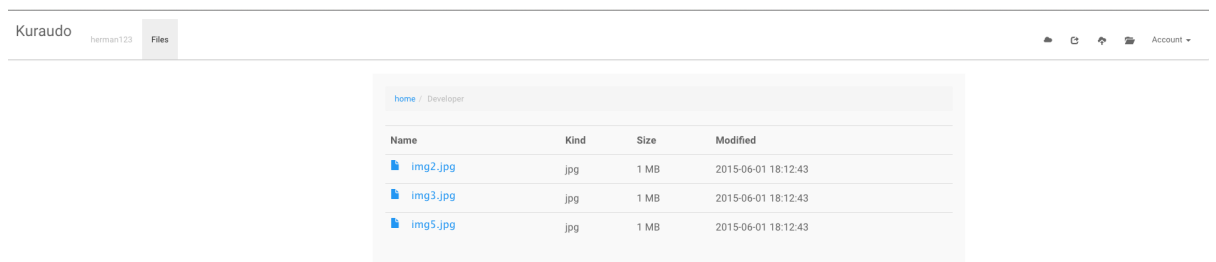 Kuraudo herman123 Files Account
home / Developer
Name Kind Size Modified
img2.jpg jpg 1 MB 2015-06-01 18:12:43
img3.jpg jpg 1 MB 2015-06-01 18:12:43
img5.jpg jpg 1 MB 2015-06-01 18:12:43